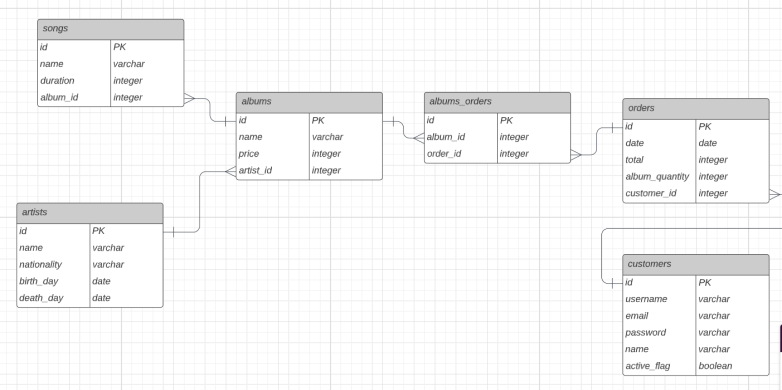 songs
id PK
name varchar
duration integer
album_id integer
albums
id PK
name varchar
price integer
artist_id integer
albums_orders
id PK
album_id integer
order_id integer
orders
id PK
date date
total integer
album_quantity integer
customer_id integer
artists
id PK
name varchar
nationality varchar
birth_day date
death_day date
customers
id PK
username varchar
email varchar
password varchar
name varchar
active_flag boolean